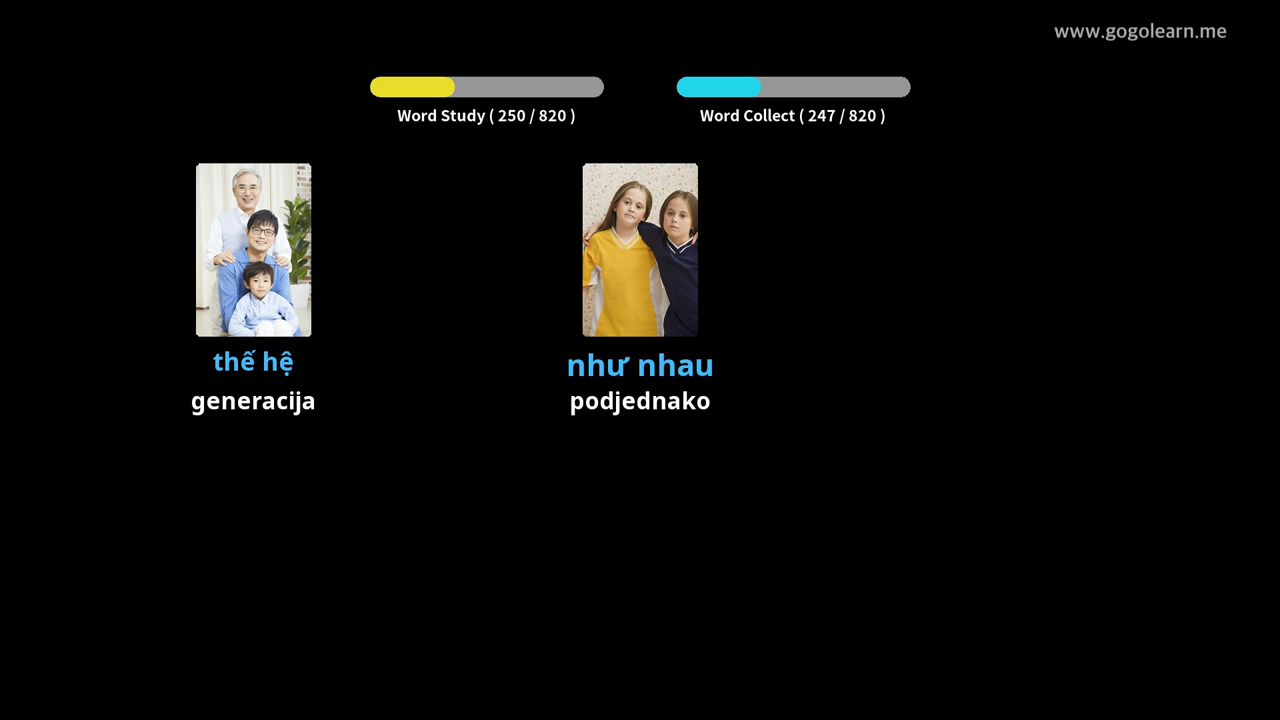 www.gogolearn.me
Word Study ( 250 / 820 )
Word Collect ( 247 / 820 )
thế hệ
generacija
như nhau
podjednako